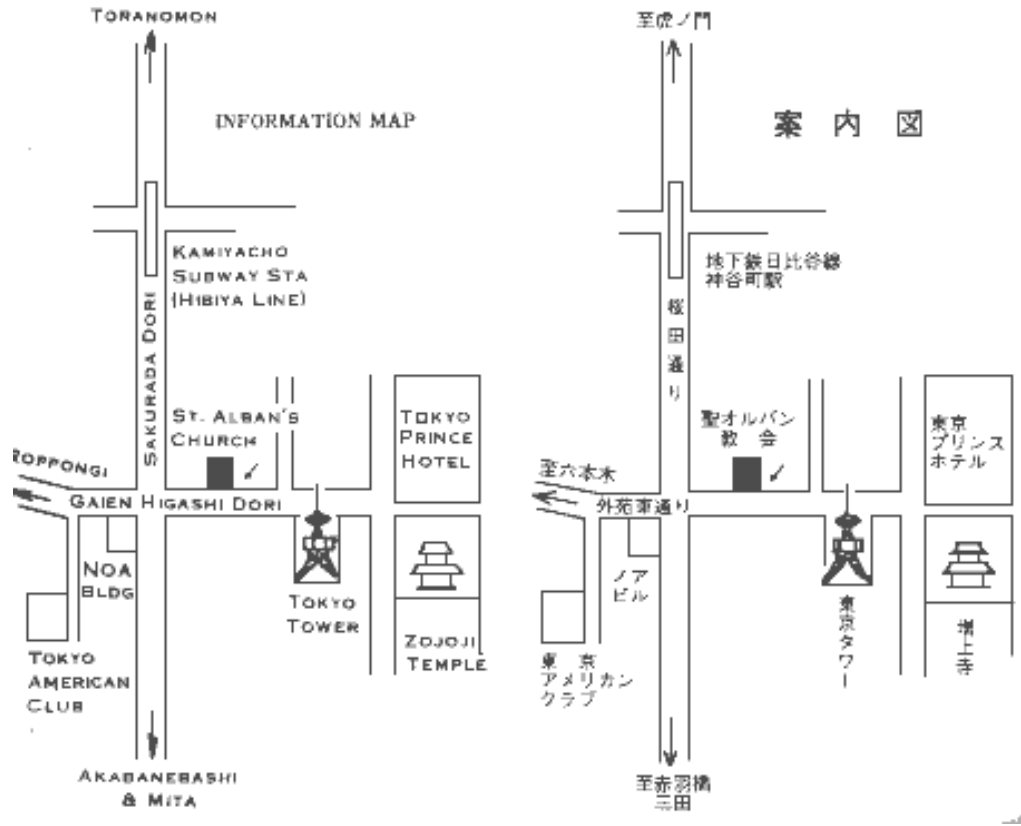 TORANOMON
INFORMATION MAP
KAMIYACHO
SUBWAY STA
(HIBIYA LINE)
SAKURADA DORI
ST. ALBAN'S
CHURCH
TOKYO
PRINCE
HOTEL
ROPPONGI
GAIEN HIGASHI DORI
NOA
BLDG
TOKYO
TOWER
ZOJOJI
TEMPLE
TOKYO
AMERICAN
CLUB
AKABANEBASHI
& MITA
至虎ノ門
案内図
地下鉄日比谷線
神谷町駅
桜田通り
聖オルバン
教会
東京
プリンス
ホテル
至六本木
外苑東通り
ノア
ビル
東京タワー
増上寺
東京
アメリカン
クラブ
至赤羽橋
三田